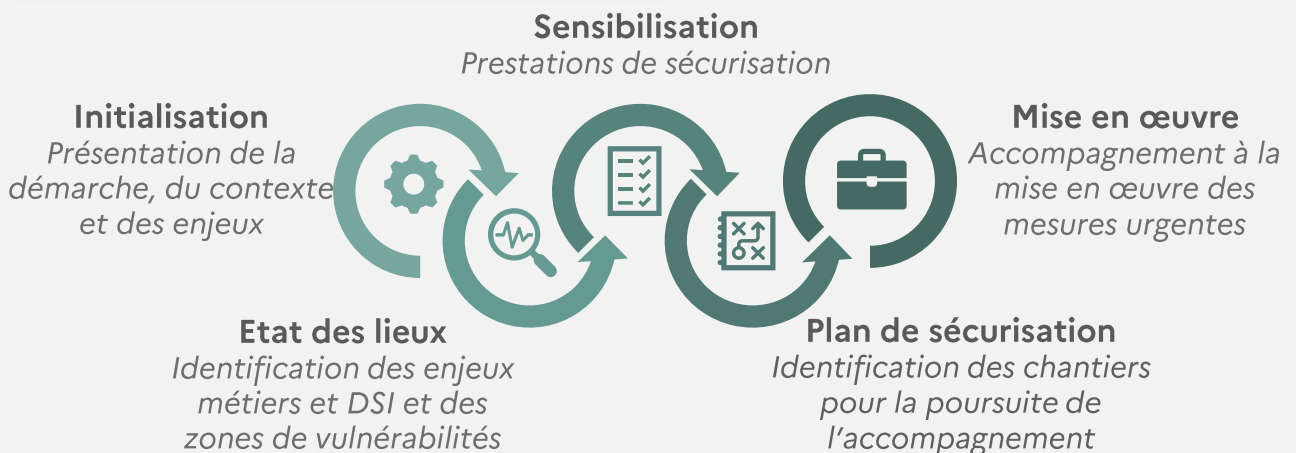 Initialisation
Présentation de la
démarche, du contexte
et des enjeux
Etat des lieux
Identification des enjeux
métiers et DSI et des
zones de vulnérabilités
Sensibilisation
Prestations de sécurisation
Plan de sécurisation
Identification des chantiers
pour la poursuite de
l'accompagnement
Mise en œuvre
Accompagnement à la
mise en œuvre des
mesures urgentes